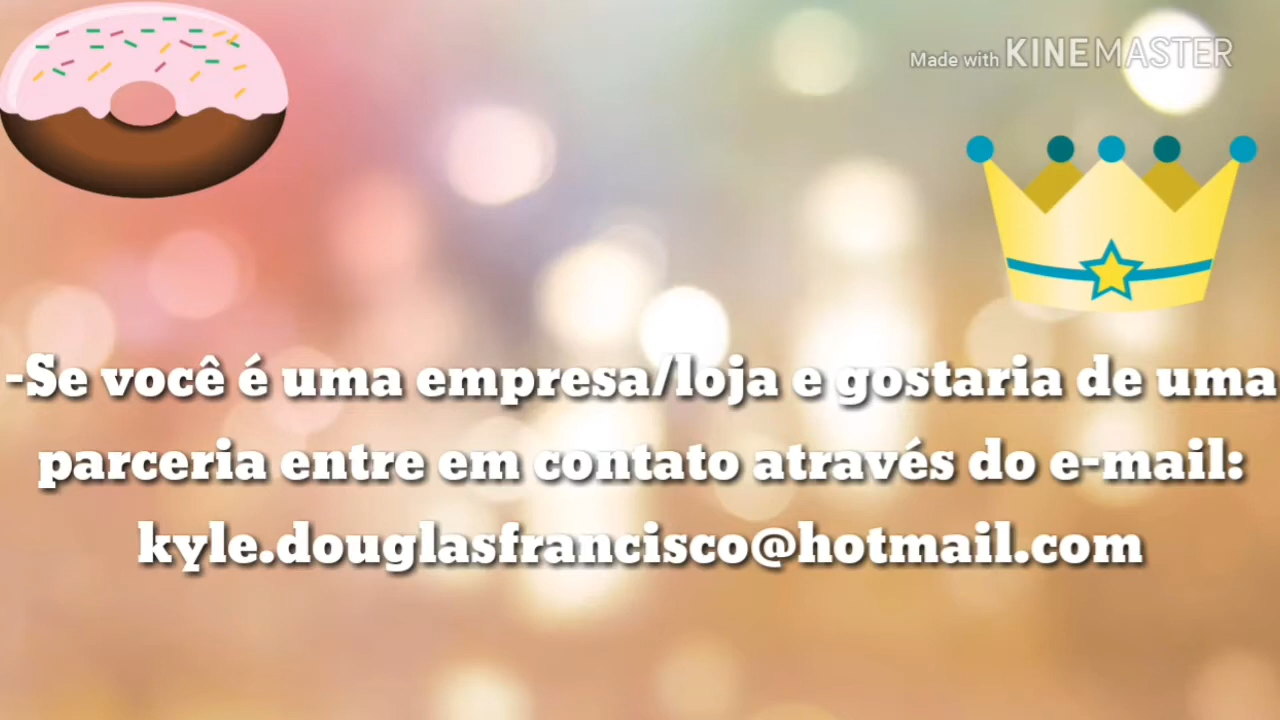 Made with KINEMASTER
-Se você é uma empresa/loja e gostaria de uma
parceria entre em contato através do e-mail:
kyle.douglasfrancisco@hotmail.com